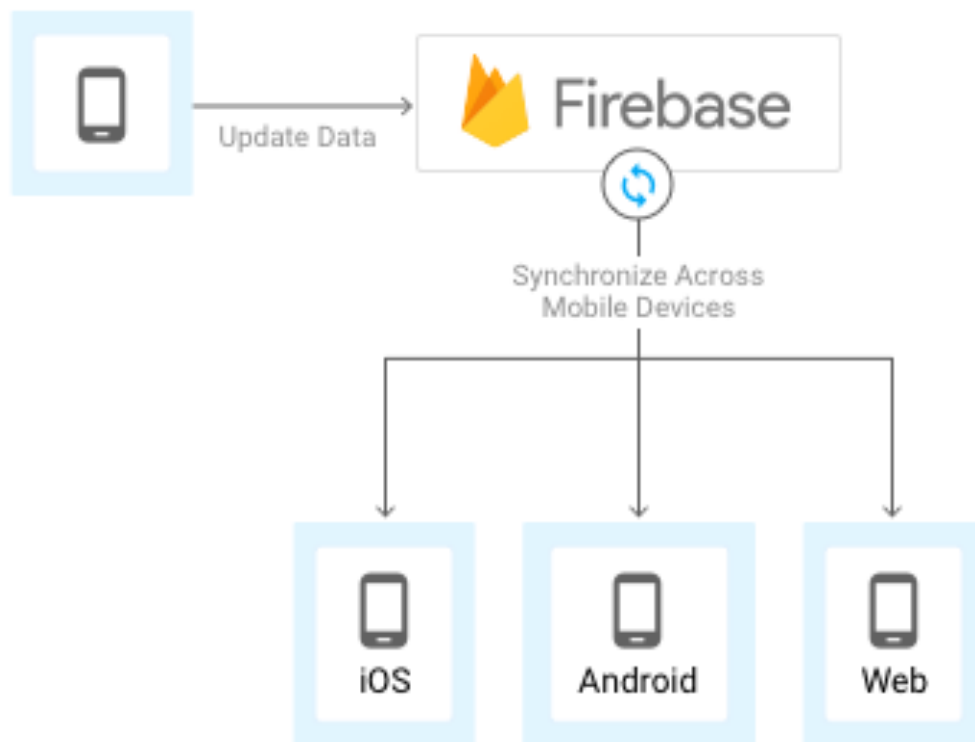 Firebase
Update Data
Synchronize Across
Mobile Devices
iOS
Android
Web